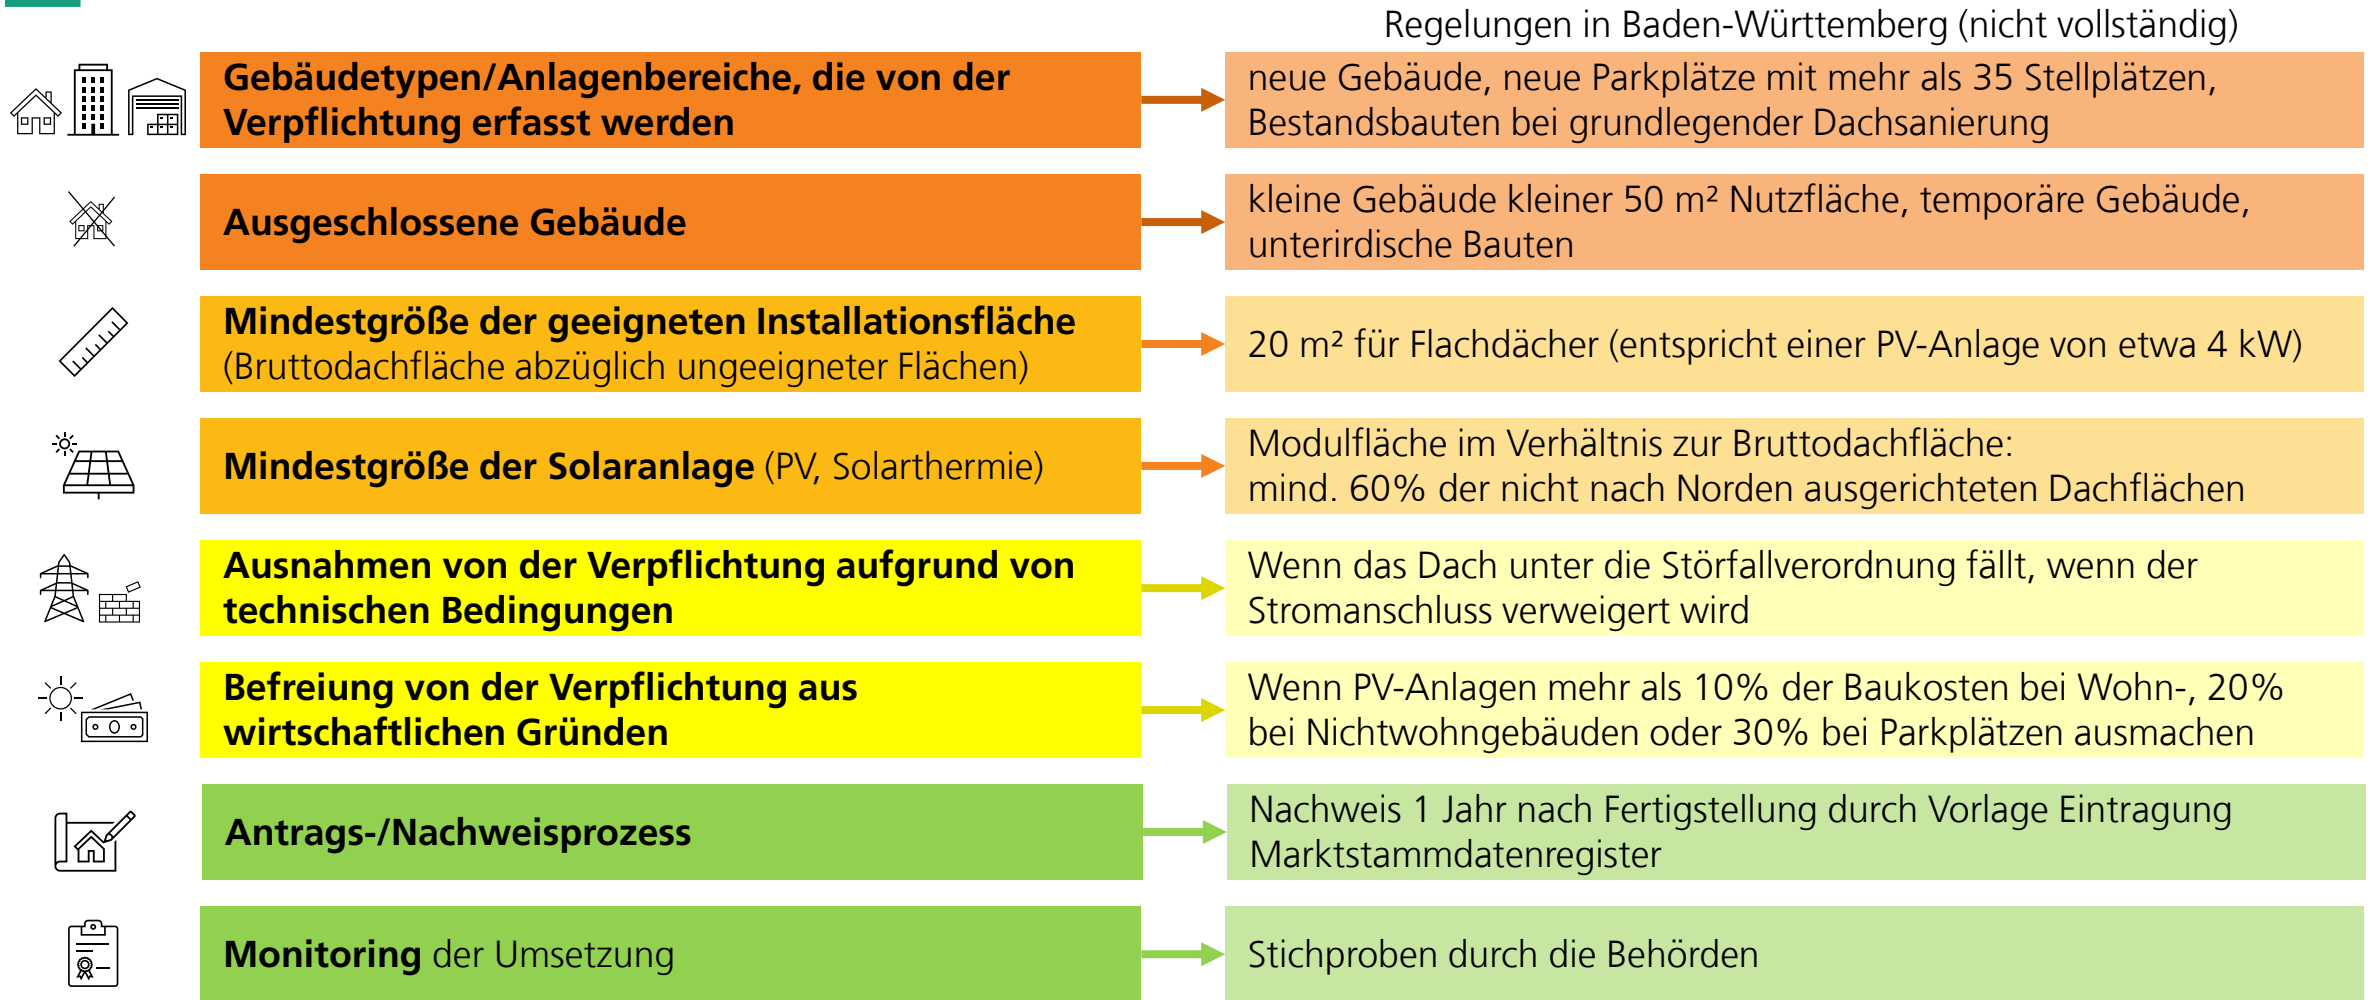 Regelungen in Baden-Württemberg (nicht vollständig)
Gebäudetypen/Anlagenbereiche, die von der
Verpflichtung erfasst werden
neue Gebäude, neue Parkplätze mit mehr als 35 Stellplätzen,
Bestandsbauten bei grundlegender Dachsanierung
Ausgeschlossene Gebäude
kleine Gebäude kleiner 50 m² Nutzfläche, temporäre Gebäude,
unterirdische Bauten
Mindestgröße der geeigneten Installationsfläche
(Bruttodachfläche abzüglich ungeeigneter Flächen)
20 m² für Flachdächer (entspricht einer PV-Anlage von etwa 4 kW)
Mindestgröße der Solaranlage (PV, Solarthermie)
Modulfläche im Verhältnis zur Bruttodachfläche:
mind. 60% der nicht nach Norden ausgerichteten Dachflächen
Ausnahmen von der Verpflichtung aufgrund von
technischen Bedingungen
Wenn das Dach unter die Störfallverordnung fällt, wenn der
Stromanschluss verweigert wird
Befreiung von der Verpflichtung aus
wirtschaftlichen Gründen
Wenn PV-Anlagen mehr als 10% der Baukosten bei Wohn-, 20%
bei Nichtwohngebäuden oder 30% bei Parkplätzen ausmachen
Antrags-/Nachweisprozess
Nachweis 1 Jahr nach Fertigstellung durch Vorlage Eintragung
Marktstammdatenregister
Monitoring der Umsetzung
Stichproben durch die Behörden